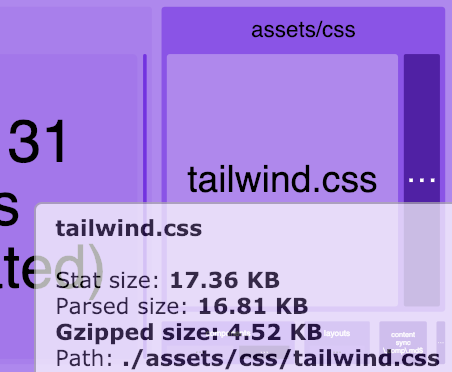 assets/css
31
s
ated)
tailwind.css
...
tailwind.css
Stat size: 17.36 KB
Parsed size: 16.81 KB
Gzipped size: 4.52 KB
Path: ./assets/css/tailwind.css
layouts
content
sync